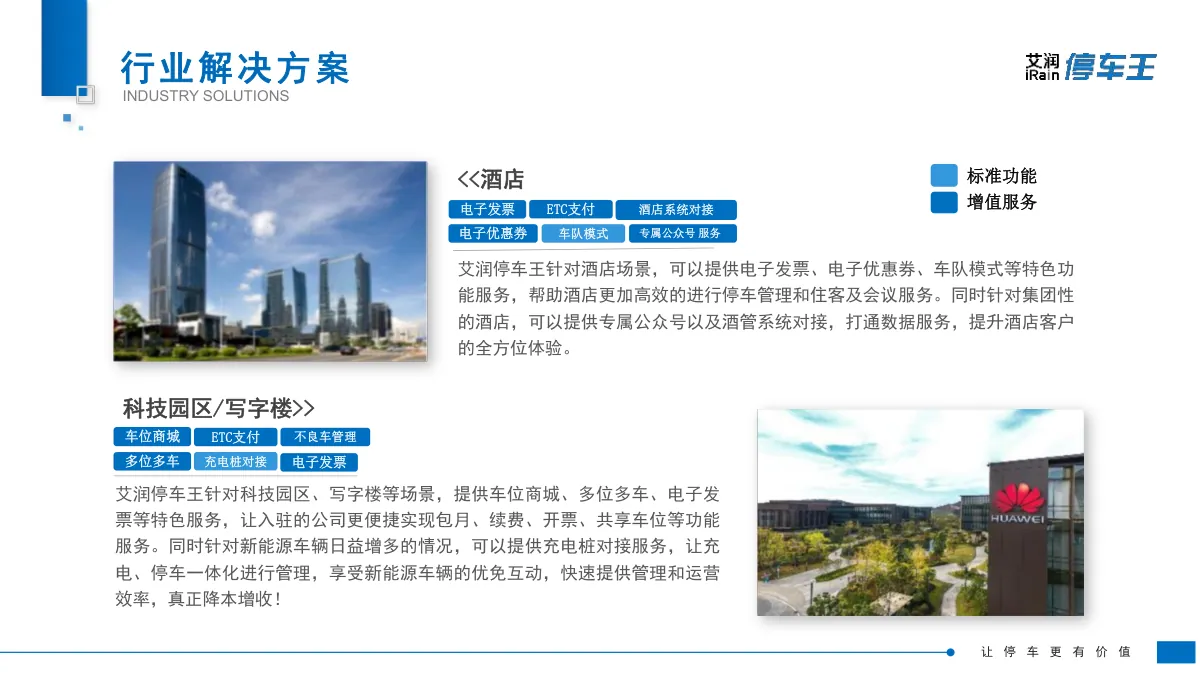 行业解决方案
INDUSTRY SOLUTIONS
艾润
iRain
停车王
标准功能
增值服务
<<酒店
电子发票 ETC支付 酒店系统对接
电子优惠券 车队模式 专属公众号 服务
艾润停车王针对酒店场景，可以提供电子发票、电子优惠券、车队模式等特色功
能服务，帮助酒店更加高效的进行停车管理和住客及会议服务。同时针对集团性
的酒店，可以提供专属公众号以及酒管系统对接，打通数据服务，提升酒店客户
的全方位体验。
科技园区/写字楼>>
车位商城 ETC支付 不良车管理
多位多车 充电桩对接 电子发票
艾润停车王针对科技园区、写字楼等场景，提供车位商城、多位多车、电子发
票等特色服务，让入驻的公司更便捷实现包月、续费、开票、共享车位等功能
服务。同时针对新能源车辆日益增多的情况，可以提供充电桩对接服务，让充
电、停车一体化进行管理，享受新能源车辆的优免互动，快速提供管理和运营
效率，真正降本增收！
HUAWEI
让停车更有价值